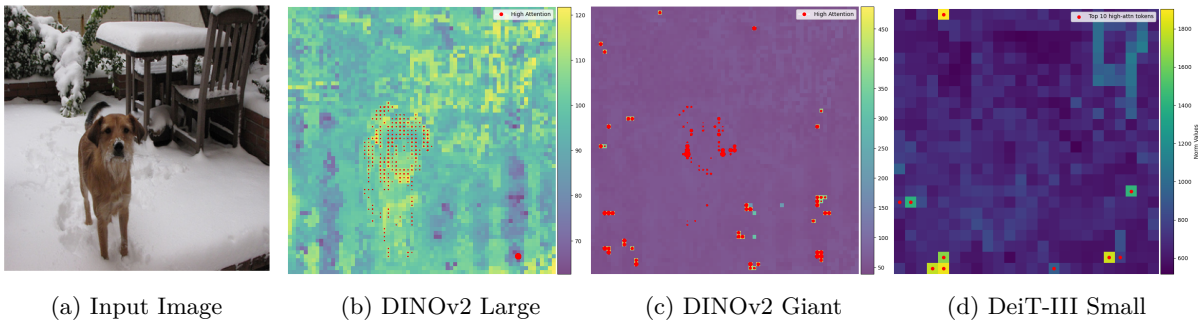 High Attention
120
110
100
90
80
70
High Attention
450
400
350
300
250
200
150
100
50
Top 10 high-attn tokens
1800
1600
1400
1200
1000
800
600
Norm Values
(a) Input Image
(b) DINOv2 Large
(c) DINOv2 Giant
(d) DeiT-III Small